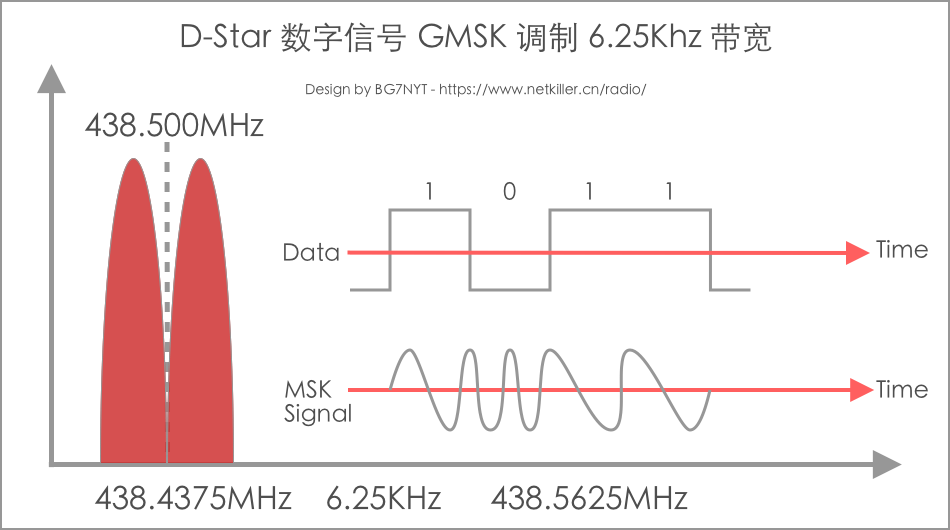 D-Star 数字信号 GMSK 调制 6.25Khz 带宽
Design by BG7NYT - https://www.netkiller.cn/radio/
438.500MHz
1 0 1 1
Data
Time
MSK
Signal
Time
438.4375MHz 6.25KHz 438.5625MHz